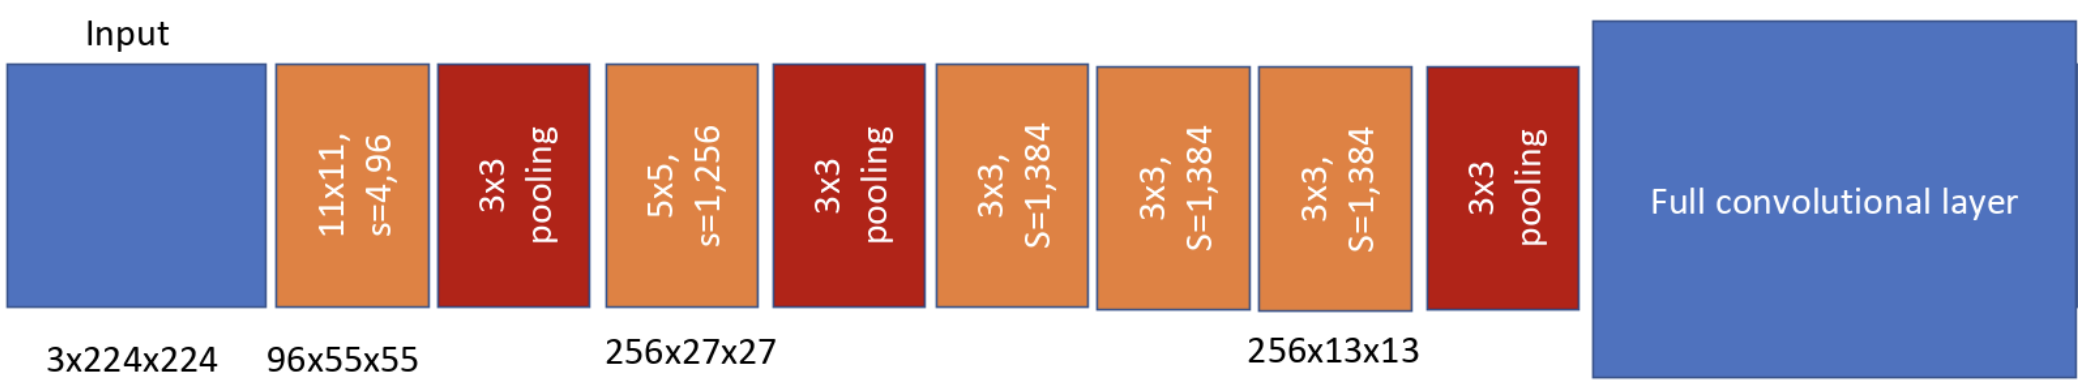 Input
11x11,
s=4,96
3x3
pooling
5x5,
s=1,256
3x3
pooling
3x3,
S=1,384
3x3,
S=1,384
3x3,
S=1,384
3x3
pooling
Full convolutional layer
3x224x224
96x55x55
256x27x27
256x13x13